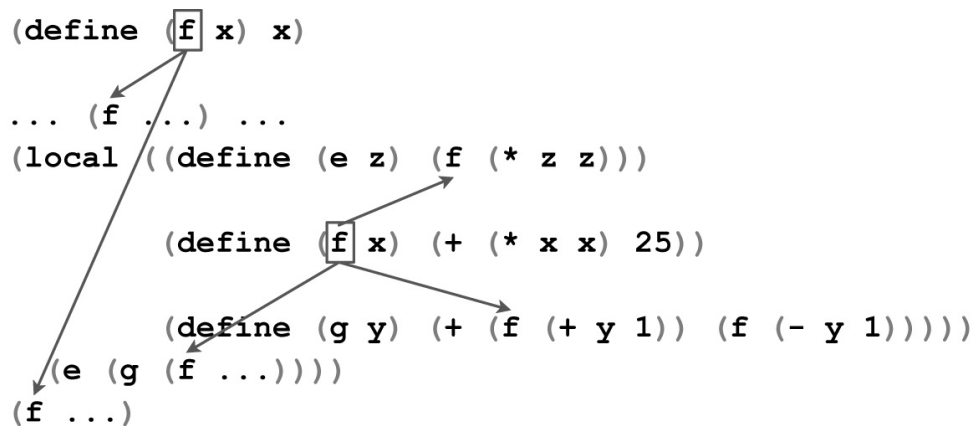 (define (f x) x)
... (f ...) ...
(local ((define (e z) (f (* z z)))
(define (f x) (+ (* x x) 25))
(define (g y) (+ (f (+ y 1)) (f (- y 1)))))
(e (g (f ...))))
(f ...)